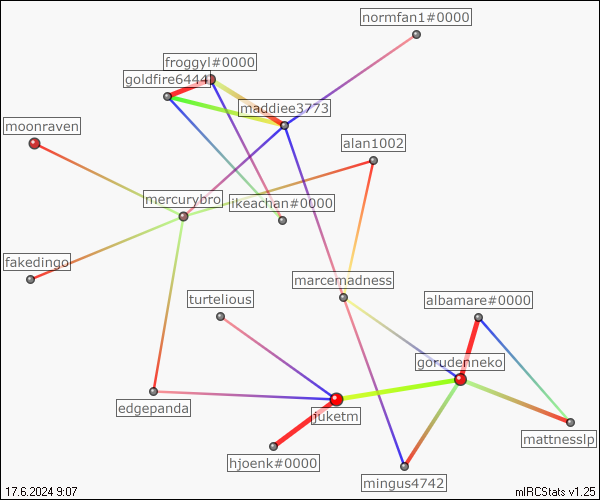 normfan1#0000
froggyl#0000
goldfire6444
maddiee3773
moonraven
alan1002
mercurybro
ikeachan#0000
fakedingo
marcemadness
turtelious
albamare#0000
gorudenneko
edgepanda
juketm
mattnesslp
hjoenk#0000
mingus4742
17.6.2024 9:07
mIRCStats v1.25